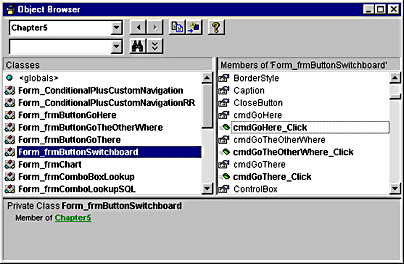 Object Browser
Chapter5
?
Classes
Members of 'Form_frmButtonSwitchboard'
<globals>
Form_ConditionalPlusCustomNavigation
Form_ConditionalPlusCustomNavigationRR
Form_frmButtonGoHere
Form_frmButtonGoTheOtherWhere
Form_frmButtonGoThere
Form_frmButtonSwitchboard
Form_frmChart
Form_frmComboBoxLookup
Form_frmComboLookupSQL
BorderStyle
Caption
CloseButton
cmdGoHere
cmdGoHere_Click
cmdGoTheOtherWhere
cmdGoTheOtherWhere_Click
cmdGoThere
cmdGoThere_Click
ControlBox
Private Class Form_frmButtonSwitchboard
Member of Chapter5